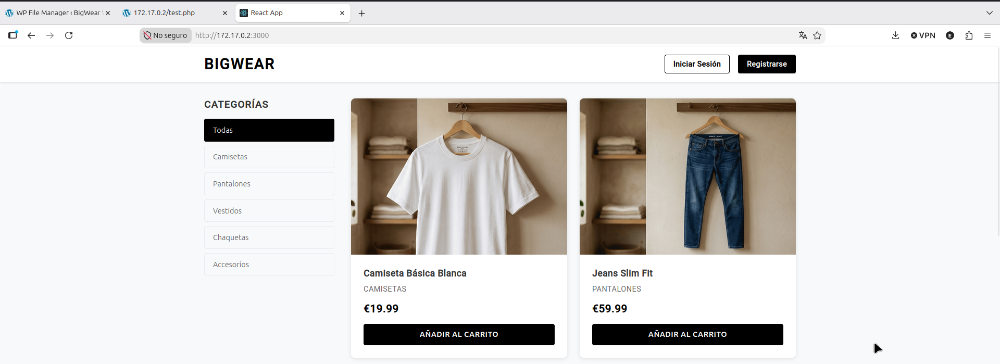 WP File Manager ‹ BigWear
172.17.0.2/test.php
React App
No seguro
http://172.17.0.2:3000
VPN
E
BIGWEAR
Iniciar Sesión
Registrarse
CATEGORÍAS
Todas
Camisetas
Pantalones
Vestidos
Chaquetas
Accesorios
Camiseta Básica Blanca
CAMISETAS
€19.99
AÑADIR AL CARRITO
Jeans Slim Fit
PANTALONES
€59.99
AÑADIR AL CARRITO